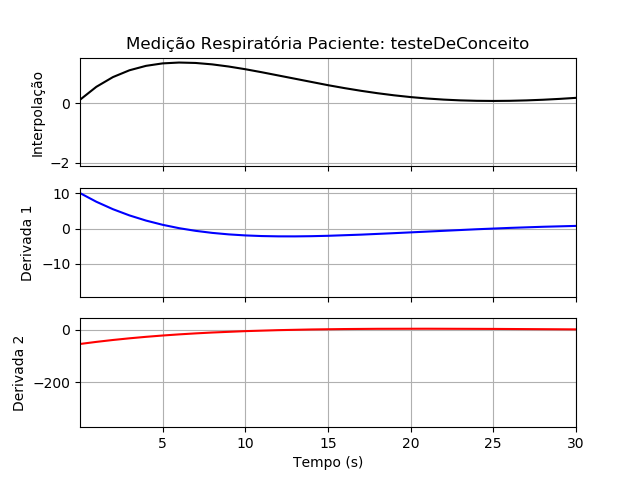 Medição Respiratória Paciente: testeDeConceito
Interpolação
0
−2
Derivada 1
10
0
−10
Derivada 2
0
−200
5 10 15 20 25 30
Tempo (s)